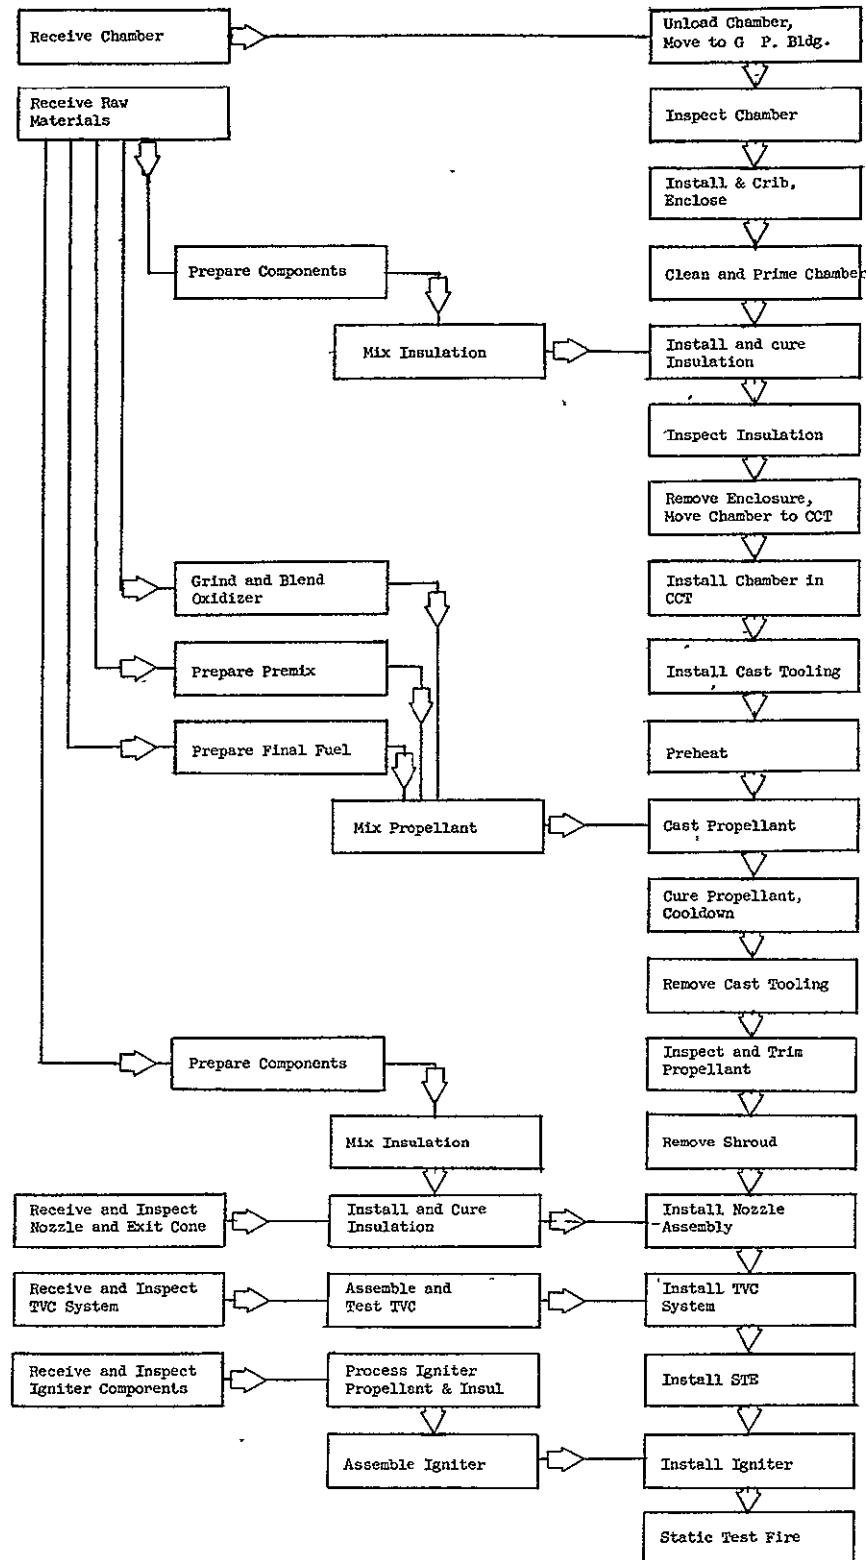 Receive Chamber
Unload Chamber,
Move to G P. Bldg.
Receive Raw
Materials
Inspect Chamber
Install & Crib,
Enclose
Prepare Components
Clean and Prime Chamber
Mix Insulation
Install and cure
Insulation
Inspect Insulation
Remove Enclosure,
Move Chamber to CCT
Grind and Blend
Oxidizer
Install Chamber in
CCT
Prepare Premix
Install Cast Tooling
Prepare Final Fuel
Preheat
Mix Propellant
Cast Propellant
Cure Propellant,
Cooldown
Remove Cast Tooling
Prepare Components
Inspect and Trim
Propellant
Mix Insulation
Remove Shroud
Receive and Inspect
Nozzle and Exit Cone
Install and Cure
Insulation
Install Nozzle
Assembly
Receive and Inspect
TVC System
Assemble and
Test TVC
Install TVC
System
Receive and Inspect
Igniter Components
Process Igniter
Propellant & Insul
Install STE
Assemble Igniter
Install Igniter
Static Test Fire